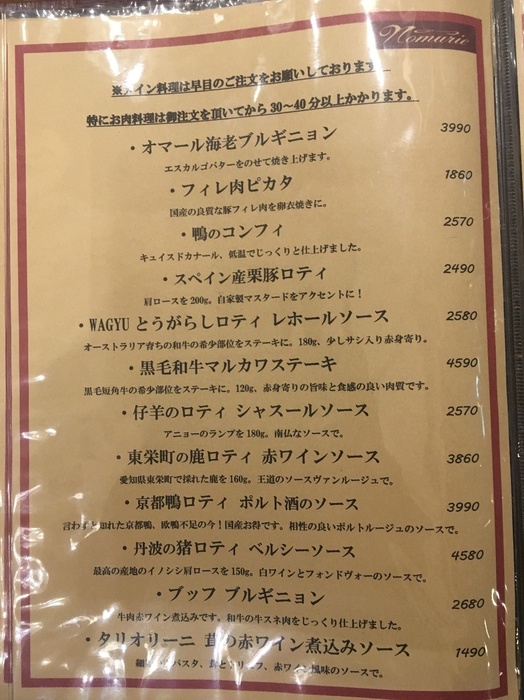 Nomurie
※メイン料理は早目のご注文をお願いしております。
特にお肉料理は御注文を頂いてから30〜40分以上かかります。
・オマール海老ブルギニョン 3990
エスカルゴバターをのせて焼き上げます。
・フィレ肉ピカタ 1860
国産の良質な豚フィレ肉を卵衣焼きに。
・鴨のコンフィ 2570
キュイスドカナール、低温でじっくりと仕上げました。
・スペイン産栗豚ロティ 2490
肩ロースを200g。自家製マスタードをアクセントに！
・WAGYU とうがらしロティ レホールソース 2580
オーストラリア育ちの和牛の希少部位をステーキに。180g、少しサシ入り赤身寄り。
・黒毛和牛マルカワステーキ 4590
黒毛短角牛の希少部位をステーキに。120g、赤身寄りの旨味と食感の良い肉質です。
・仔羊のロティ シャスールソース 2570
アニョーのランプを180g。南仏なソースで。
・東栄町の鹿ロティ 赤ワインソース 3860
愛知県東栄町で採れた鹿を160g。王道のソースヴァンルージュで。
・京都鴨ロティ ポルト酒のソース 3990
言わずと知れた京都鴨、欧鴨不足の今！国産お得です。相性の良いポルトルージュのソースで。
・丹波の猪ロティ ベルシーソース 4580
最高の産地のイノシシ肩ロースを150g。白ワインとフォンドヴォーのソースで。
・ブッフ ブルギニョン 2680
牛肉赤ワイン煮込みです。和牛の牛スネ肉をじっくり仕上げました。
・タリオリーニ 茸の赤ワイン煮込みソース 1490
パスタ、茸とトリュフ、赤ワイン風味のソースで。